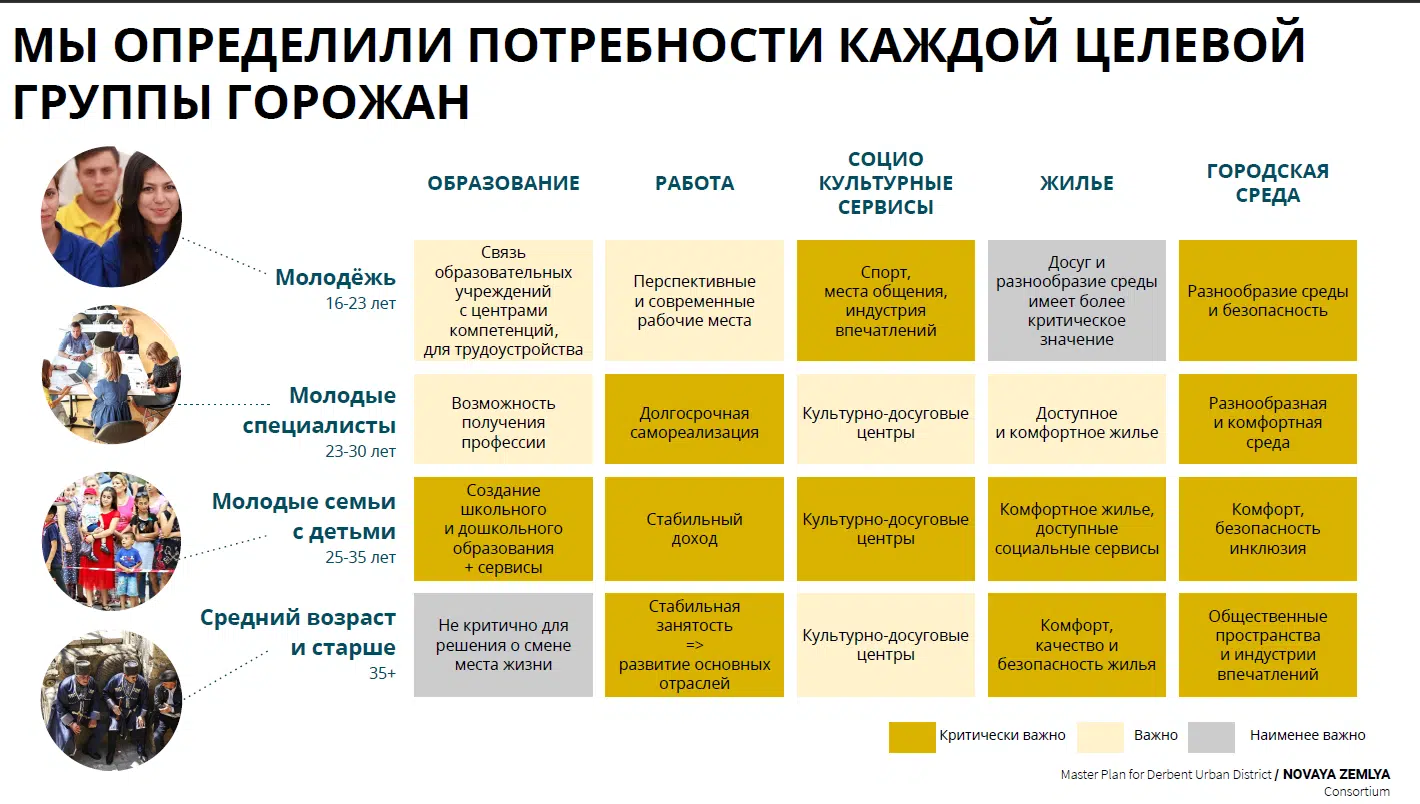 МЫ ОПРЕДЕЛИЛИ ПОТРЕБНОСТИ КАЖДОЙ ЦЕЛЕВОЙ
ГРУППЫ ГОРОЖАН
ОБРАЗОВАНИЕ
РАБОТА
СОЦИО
КУЛЬТУРНЫЕ
СЕРВИСЫ
ЖИЛЬЕ
ГОРОДСКАЯ
СРЕДА
Молодёжь
16-23 лет
Связь
образовательных
учреждений
с центрами
компетенций,
для трудоустройства
Перспективные
и современные
рабочие места
Спорт,
места общения,
индустрия
впечатлений
Досуг и
разнообразие среды
имеет более
критическое
значение
Разнообразие среды
и безопасность
Молодые
специалисты
23-30 лет
Возможность
получения
профессии
Долгосрочная
самореализация
Культурно-досуговые
центры
Доступное
и комфортное жилье
Разнообразная
и комфортная
среда
Молодые семьи
с детьми
25-35 лет
Создание
школьного
и дошкольного
образования
+ сервисы
Стабильный
доход
Культурно-досуговые
центры
Комфортное жилье,
доступные
социальные сервисы
Комфорт,
безопасность
инклюзия
Средний возраст
и старше
35+
Не критично для
решения о смене
места жизни
Стабильная
занятость
=>
развитие основных
отраслей
Культурно-досуговые
центры
Комфорт,
качество и
безопасность жилья
Общественные
пространства
и индустрии
впечатлений
Критически важно
Важно
Наименее важно
Master Plan for Derbent Urban District / NOVAYA ZEMLYA
Consortium